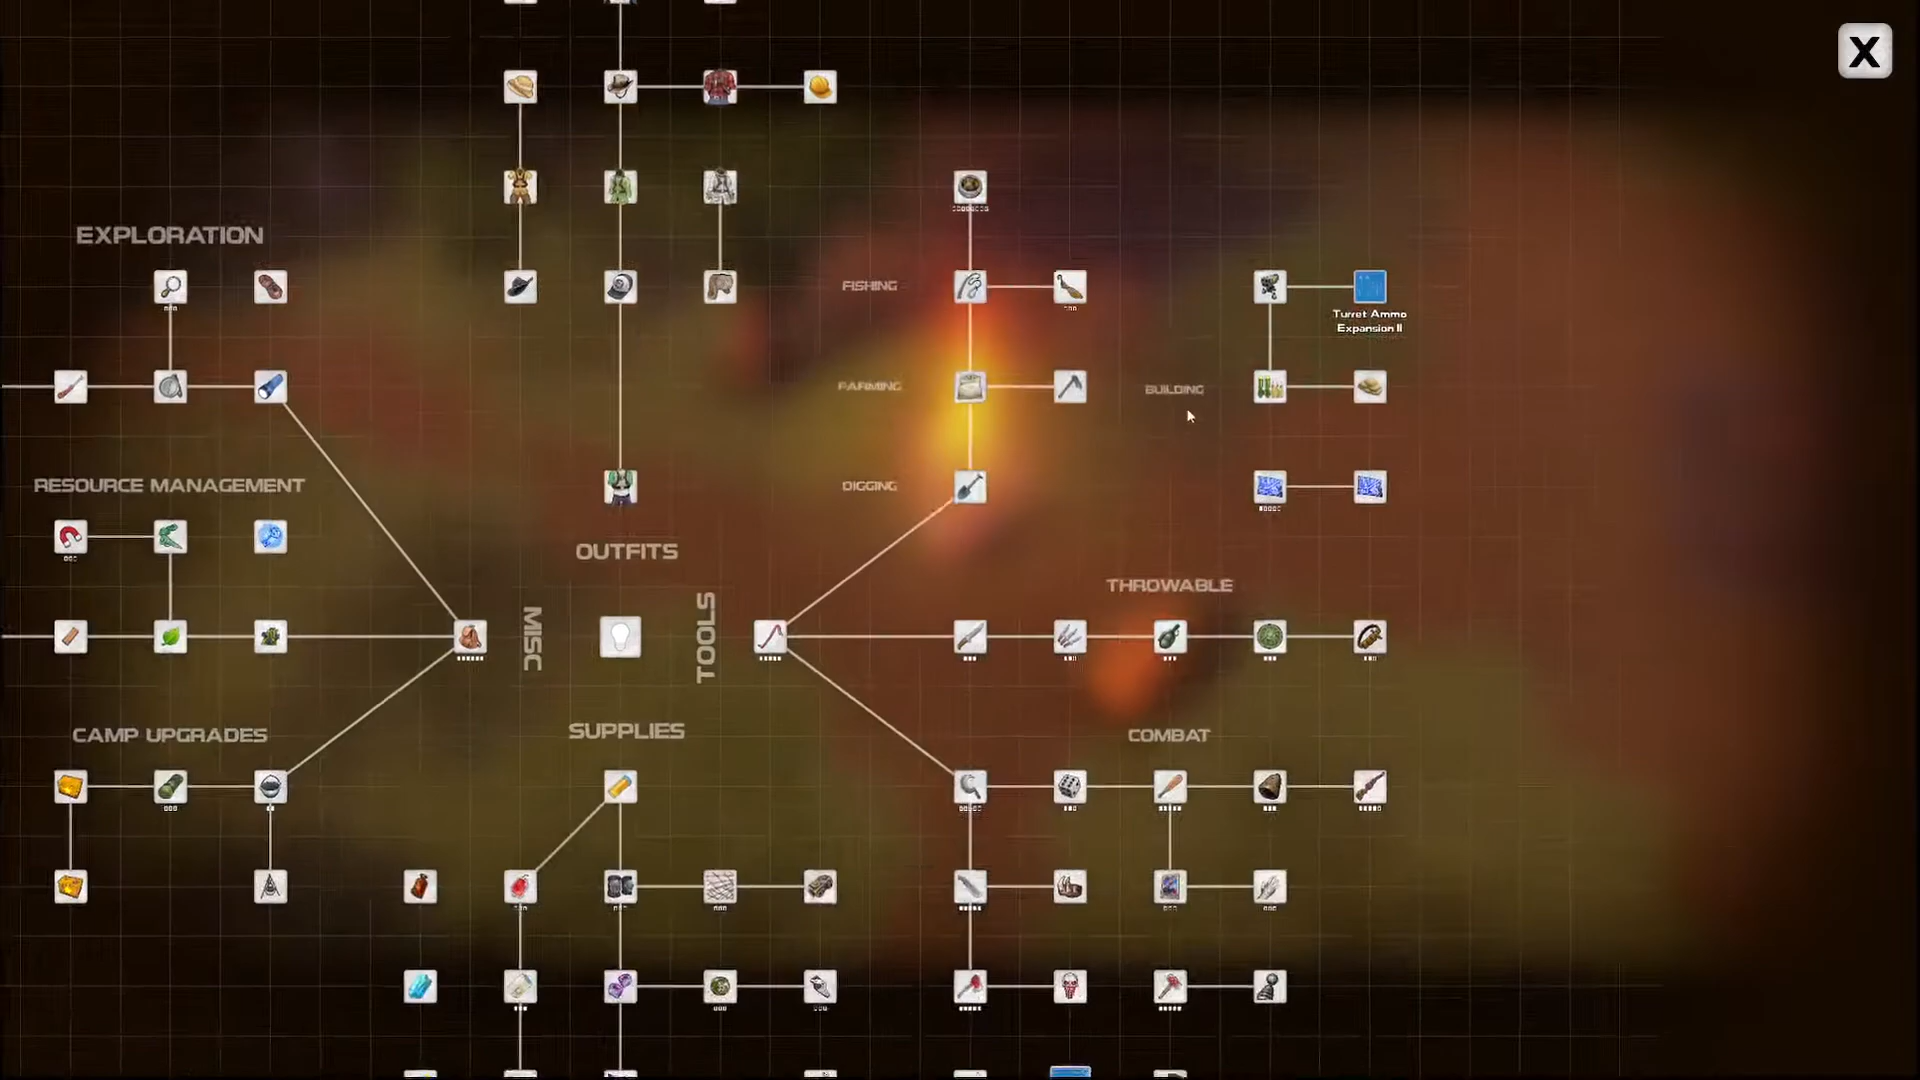 X
EXPLORATION
FISHING
Turret Ammo
Expansion II
FARMING
BUILDING
RESOURCE MANAGEMENT
DIGGING
OUTFITS
THROWABLE
MISC
TOOLS
CAMP UPGRADES
SUPPLIES
COMBAT